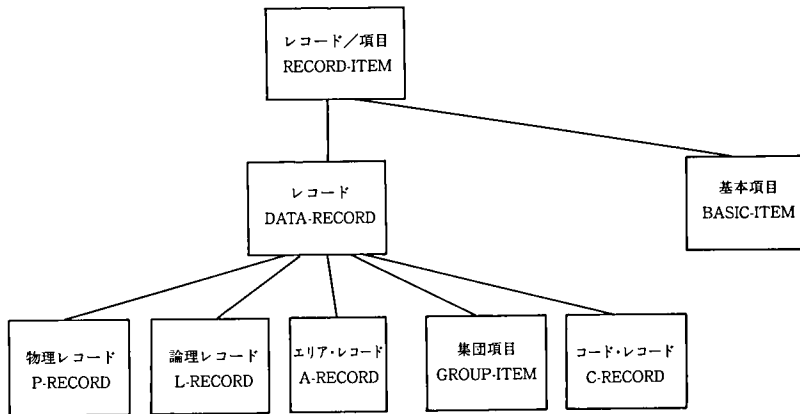 レコード／項目
RECORD-ITEM
レコード
DATA-RECORD
基本項目
BASIC-ITEM
物理レコード
P-RECORD
論理レコード
L-RECORD
エリア・レコード
A-RECORD
集団項目
GROUP-ITEM
コード・レコード
C-RECORD